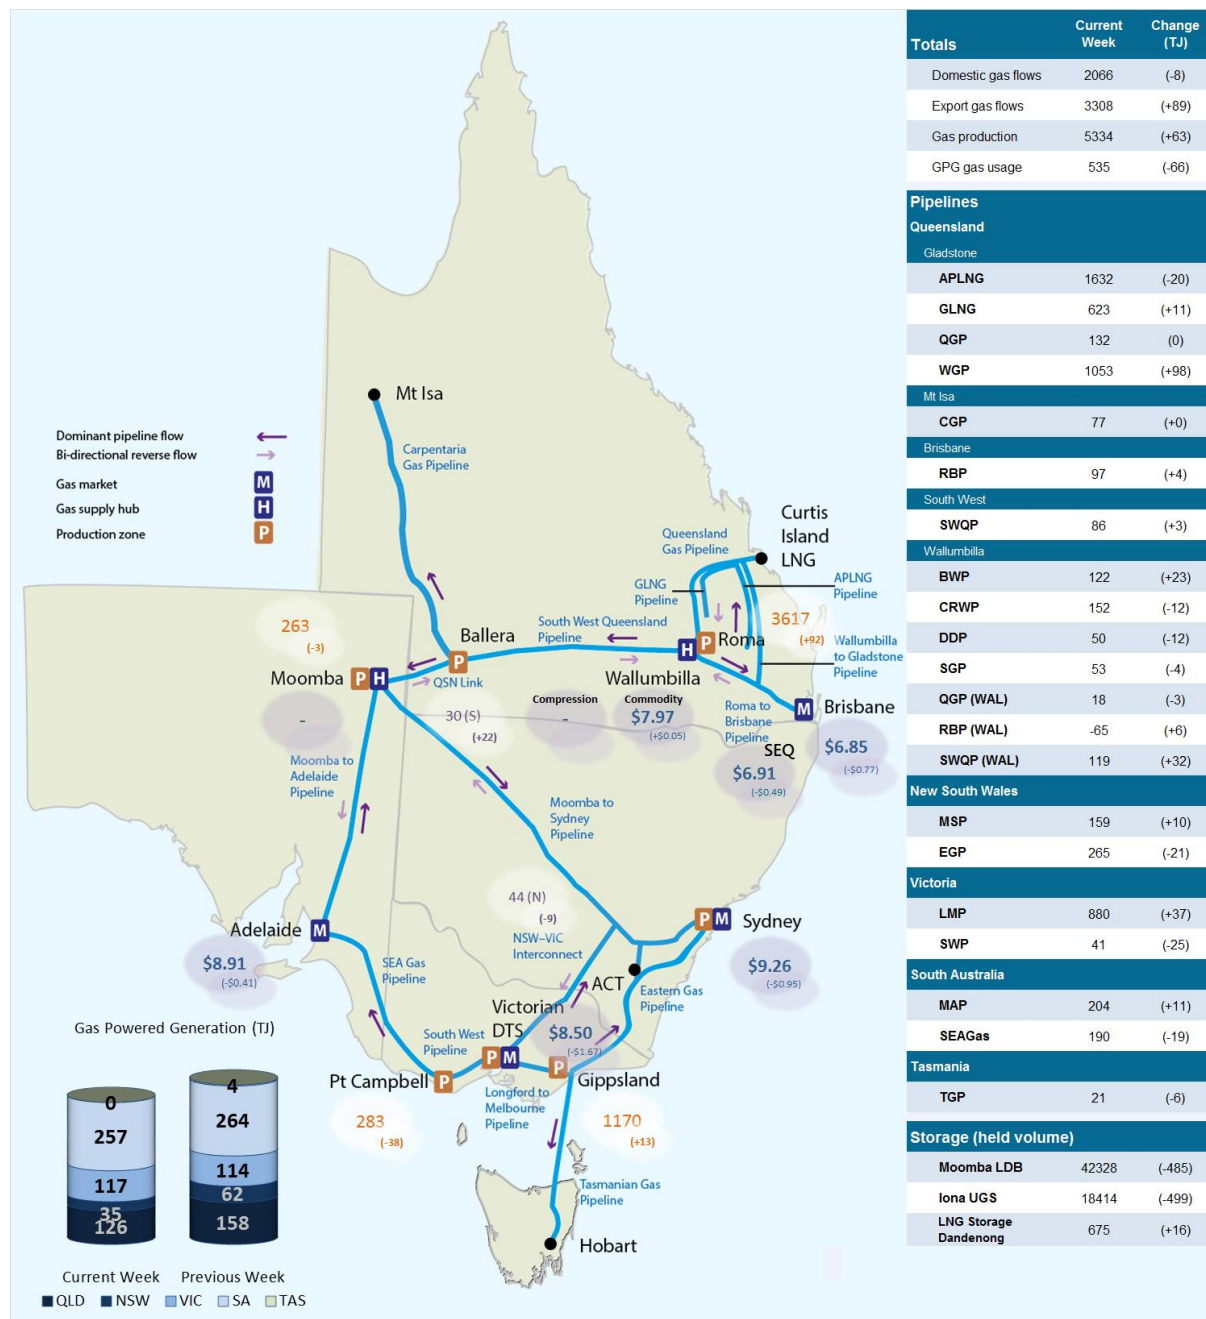 Mt Isa
Dominant pipeline flow
Bi-directional reverse flow
Gas market M
Gas supply hub H
Production zone P
Carpentaria
Gas Pipeline
Curtis
Island
LNG
Queensland
Gas Pipeline
GLNG
Pipeline
APLNG
Pipeline
263
(-3)
Ballera
South West Queensland
Pipeline
3617
(+92)
P
Roma
Wallumbilla
to Gladstone
Pipeline
H
P
Moomba
P H
QSN Link
Wallumbilla
M
Brisbane
-
30 (S)
(+22)
Compression
-
Commodity
$7.97
(+$0.05)
Roma to
Brisbane
Pipeline
SEQ
$6.91
(-$0.49)
$6.85
(-$0.77)
Moomba to
Adelaide
Pipeline
Moomba to
Sydney
Pipeline
44 (N)
(-9)
NSW–VIC
Interconnect
P M
Sydney
Adelaide
M
$8.91
(-$0.41)
SEA Gas
Pipeline
$9.26
(-$0.95)
ACT
Eastern Gas
Pipeline
Victorian
DTS
$8.50
(-$1.67)
South West
Pipeline
P M
P
Gippsland
Pt Campbell
P
283
(-38)
Longford to
Melbourne
Pipeline
1170
(+13)
Tasmanian Gas
Pipeline
Hobart
Gas Powered Generation (TJ)
0
257
117
35
126
4
264
114
62
158
Current Week Previous Week
QLD NSW VIC SA TAS
Totals Current Week Change (TJ)
Domestic gas flows 2066 (-8)
Export gas flows 3308 (+89)
Gas production 5334 (+63)
GPG gas usage 535 (-66)
Pipelines
Queensland
Gladstone
APLNG 1632 (-20)
GLNG 623 (+11)
QGP 132 (0)
WGP 1053 (+98)
Mt Isa
CGP 77 (+0)
Brisbane
RBP 97 (+4)
South West
SWQP 86 (+3)
Wallumbilla
BWP 122 (+23)
CRWP 152 (-12)
DDP 50 (-12)
SGP 53 (-4)
QGP (WAL) 18 (-3)
RBP (WAL) -65 (+6)
SWQP (WAL) 119 (+32)
New South Wales
MSP 159 (+10)
EGP 265 (-21)
Victoria
LMP 880 (+37)
SWP 41 (-25)
South Australia
MAP 204 (+11)
SEAGas 190 (-19)
Tasmania
TGP 21 (-6)
Storage (held volume)
Moomba LDB 42328 (-485)
Iona UGS 18414 (-499)
LNG Storage
Dandenong 675 (+16)